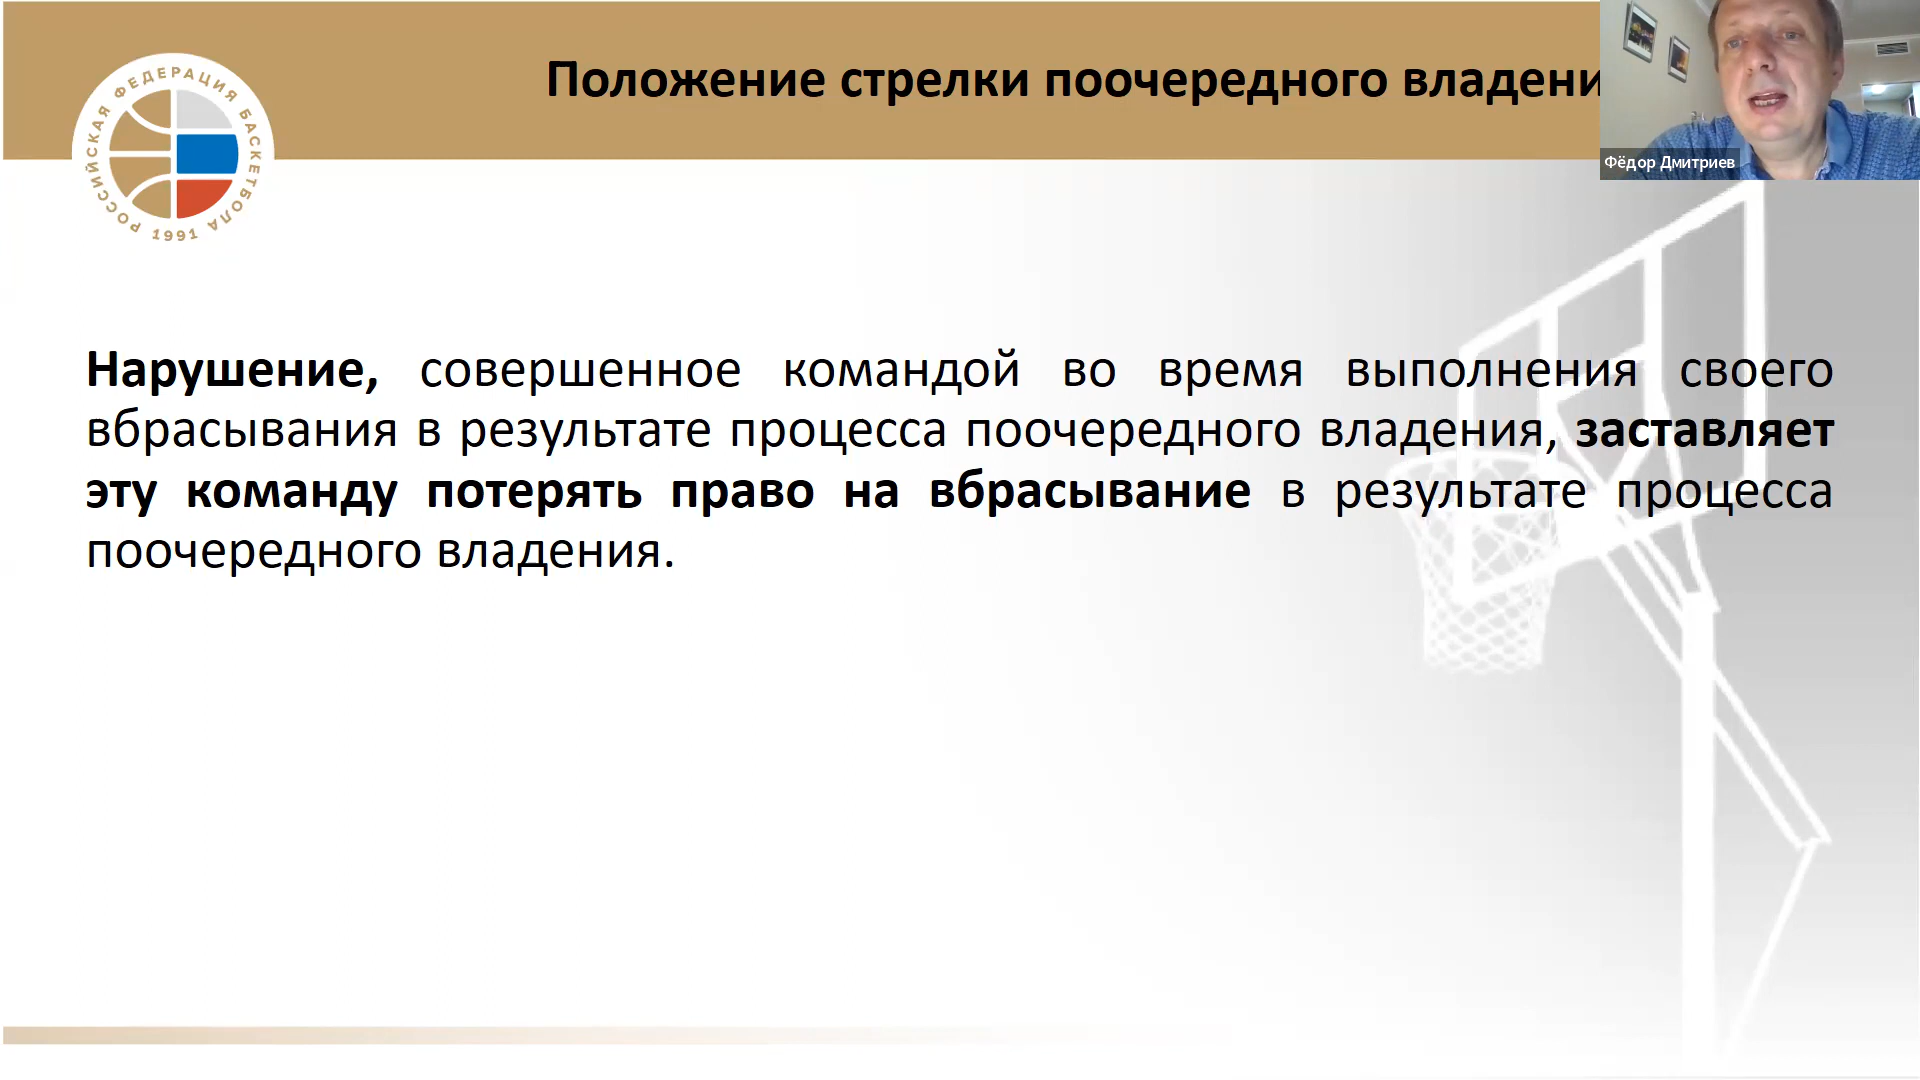 Положение стрелки поочередного владени
Фёдор Дмитриев
РОССИЙСКАЯ ФЕДЕРАЦИЯ БАСКЕТБОЛА
1991
Нарушение, совершенное командой во время выполнения своего
вбрасывания в результате процесса поочередного владения, заставляет
эту команду потерять право на вбрасывание в результате процесса
поочередного владения.